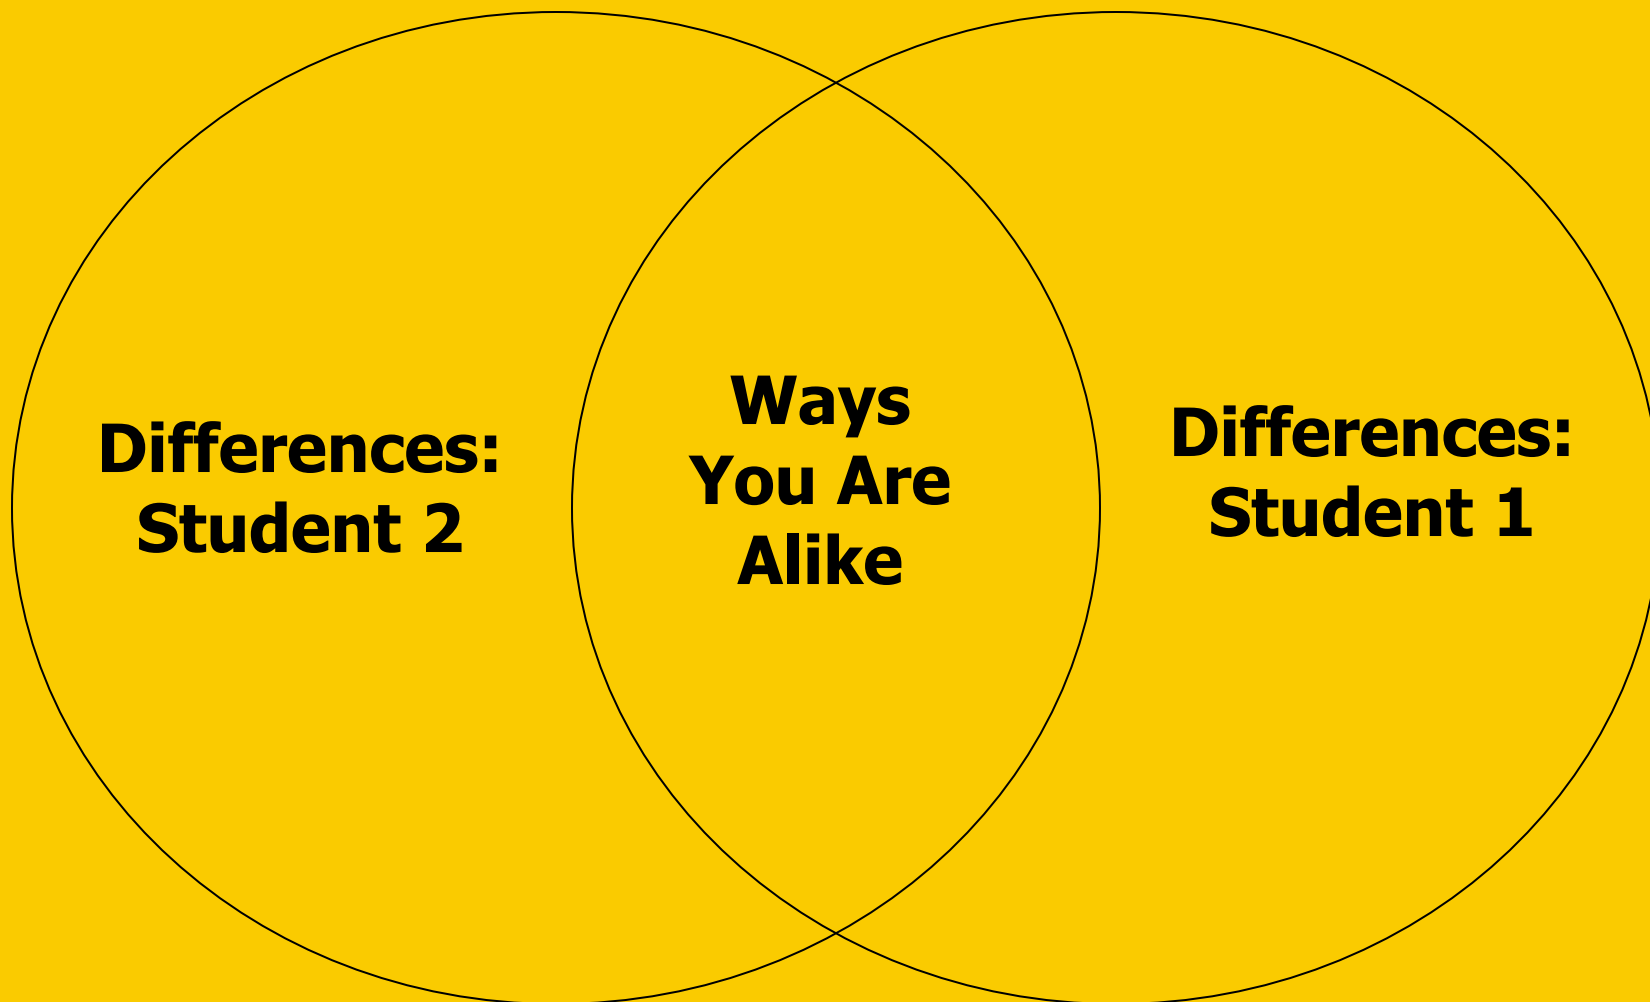 Differences:
Student 2
Ways
You Are
Alike
Differences:
Student 1